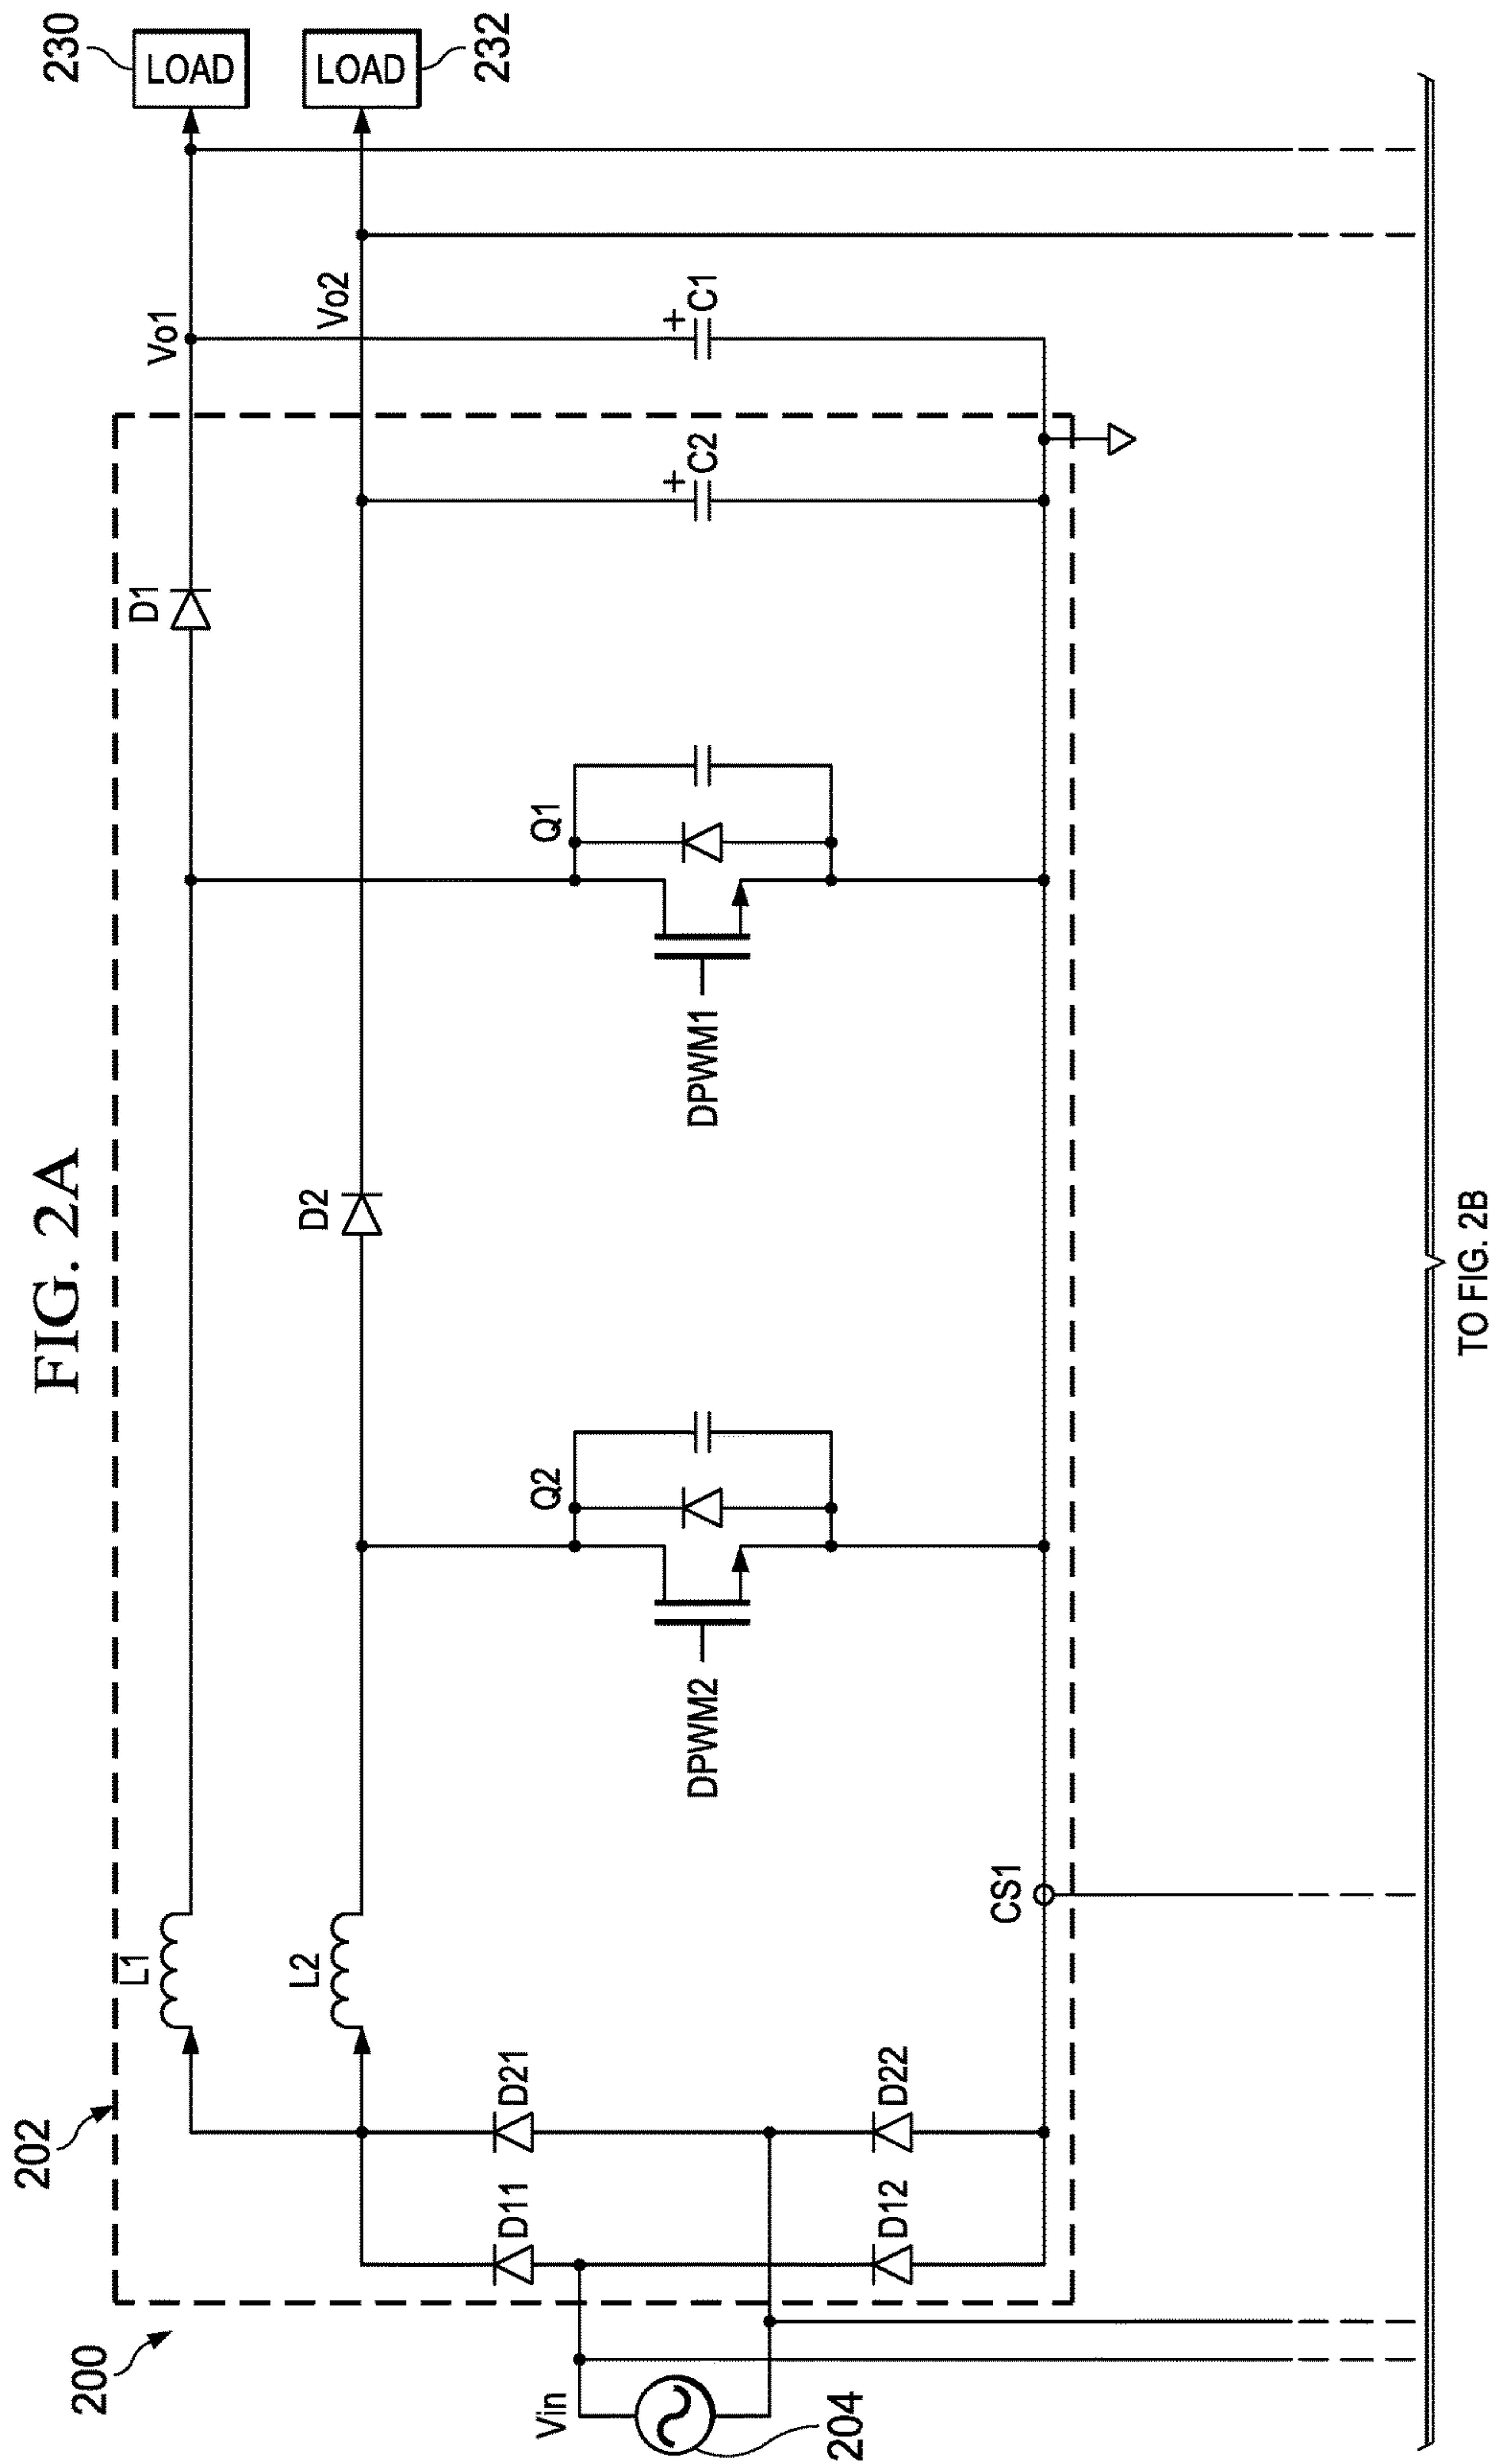 FIG. 2A
200
202
L1
D1
Vo1
230
LOAD
L2
D2
Vo2
LOAD
232
Vin
204
D11
D21
Q2
DPWM2
Q1
DPWM1
+
C2
+
C1
D12
D22
CS1
TO FIG. 2B